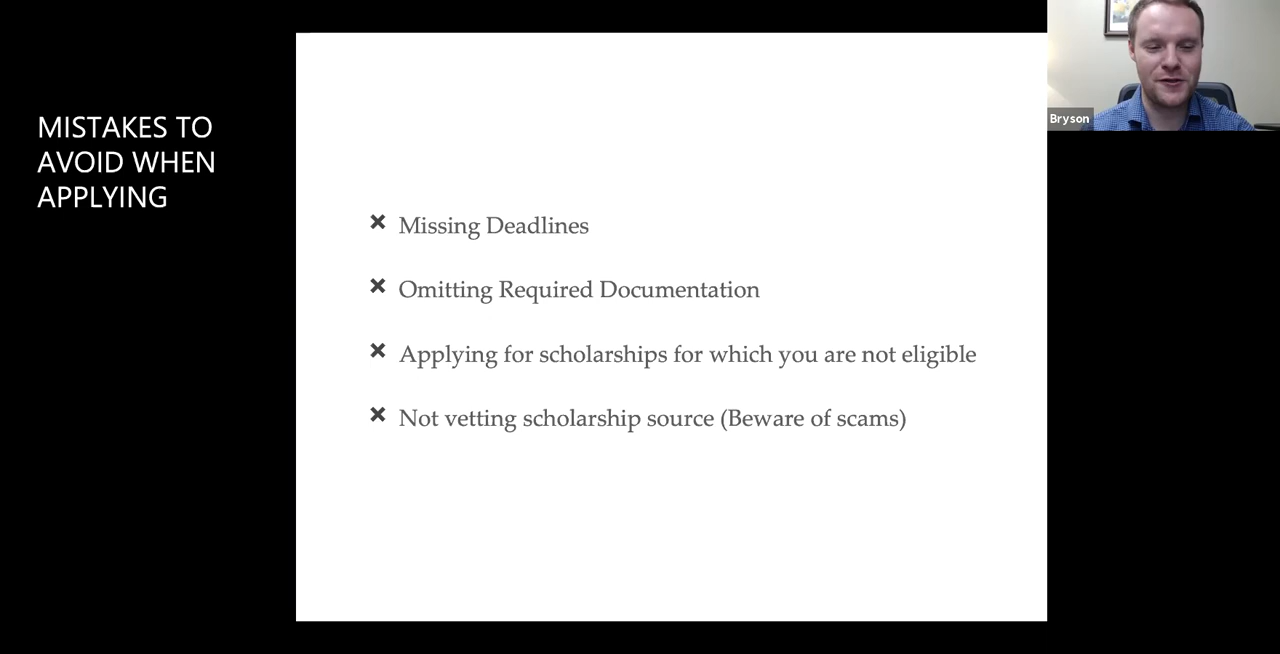 MISTAKES TO
AVOID WHEN
APPLYING
Missing Deadlines
Omitting Required Documentation
Applying for scholarships for which you are not eligible
Not vetting scholarship source (Beware of scams)
Bryson